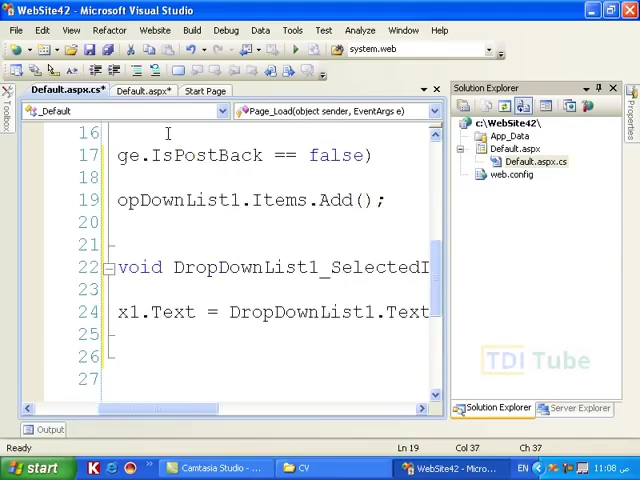 WebSite42 - Microsoft Visual Studio
File Edit View Refactor Website Build Debug Data Tools Test Analyze Window Help
system.web
Default.aspx.cs* Default.aspx* Start Page
Solution Explorer
_Default
Page_Load(object sender, EventArgs e)
Toolbox
Properties
c:\WebSite42\
App_Data
Default.aspx
Default.aspx.cs
web.config
16
17 ge.IsPostBack == false)
18
19 opDownList1.Items.Add();
20
21
22 void DropDownList1_SelectedI
23
24 x1.Text = DropDownList1.Text
25
26
27
TDI Tube
Solution Explorer Server Explorer
Output
Ready Ln 19 Col 37 Ch 37
start K Camtasia Studio - ... CV WebSite42 - Micro... EN 11:08 ص